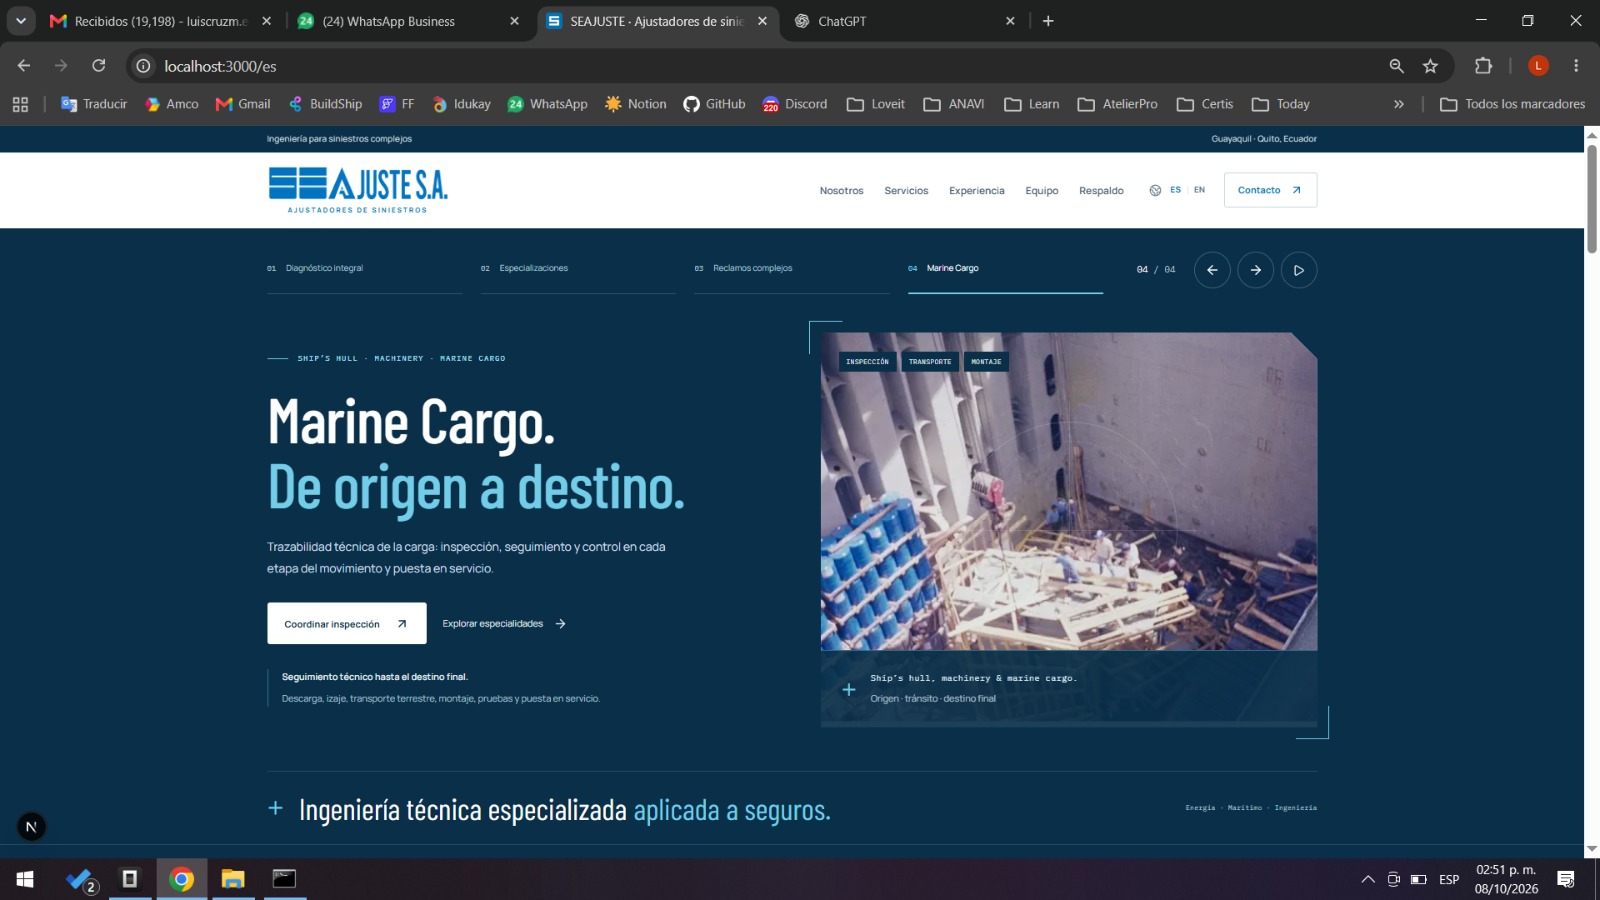 Recibidos (19,198) - luiscruzm.e
(24) WhatsApp Business
SEAJUSTE · Ajustadores de sinie
ChatGPT
localhost:3000/es
L
Traducir
Amco
Gmail
BuildShip
FF
Idukay
24 WhatsApp
Notion
GitHub
220 Discord
Loveit
ANAVI
Learn
AtelierPro
Certis
Today
Todos los marcadores
Ingeniería para siniestros complejos
Guayaquil · Quito, Ecuador
SEAJUSTE S.A.
AJUSTADORES DE SINIESTROS
Nosotros
Servicios
Experiencia
Equipo
Respaldo
ES | EN
Contacto
01 Diagnóstico integral
02 Especializaciones
03 Reclamos complejos
04 Marine Cargo
04 / 04
SHIP’S HULL · MACHINERY · MARINE CARGO
Marine Cargo.
De origen a destino.
Trazabilidad técnica de la carga: inspección, seguimiento y control en cada
etapa del movimiento y puesta en servicio.
Coordinar inspección
Explorar especialidades
Seguimiento técnico hasta el destino final.
Descarga, izaje, transporte terrestre, montaje, pruebas y puesta en servicio.
INSPECCIÓN
TRANSPORTE
MONTAJE
Ship’s hull, machinery & marine cargo.
Origen · tránsito · destino final
Ingeniería técnica especializada aplicada a seguros.
Energía · Marítimo · Ingeniería
N
2
ESP
02:51 p. m.
08/10/2026